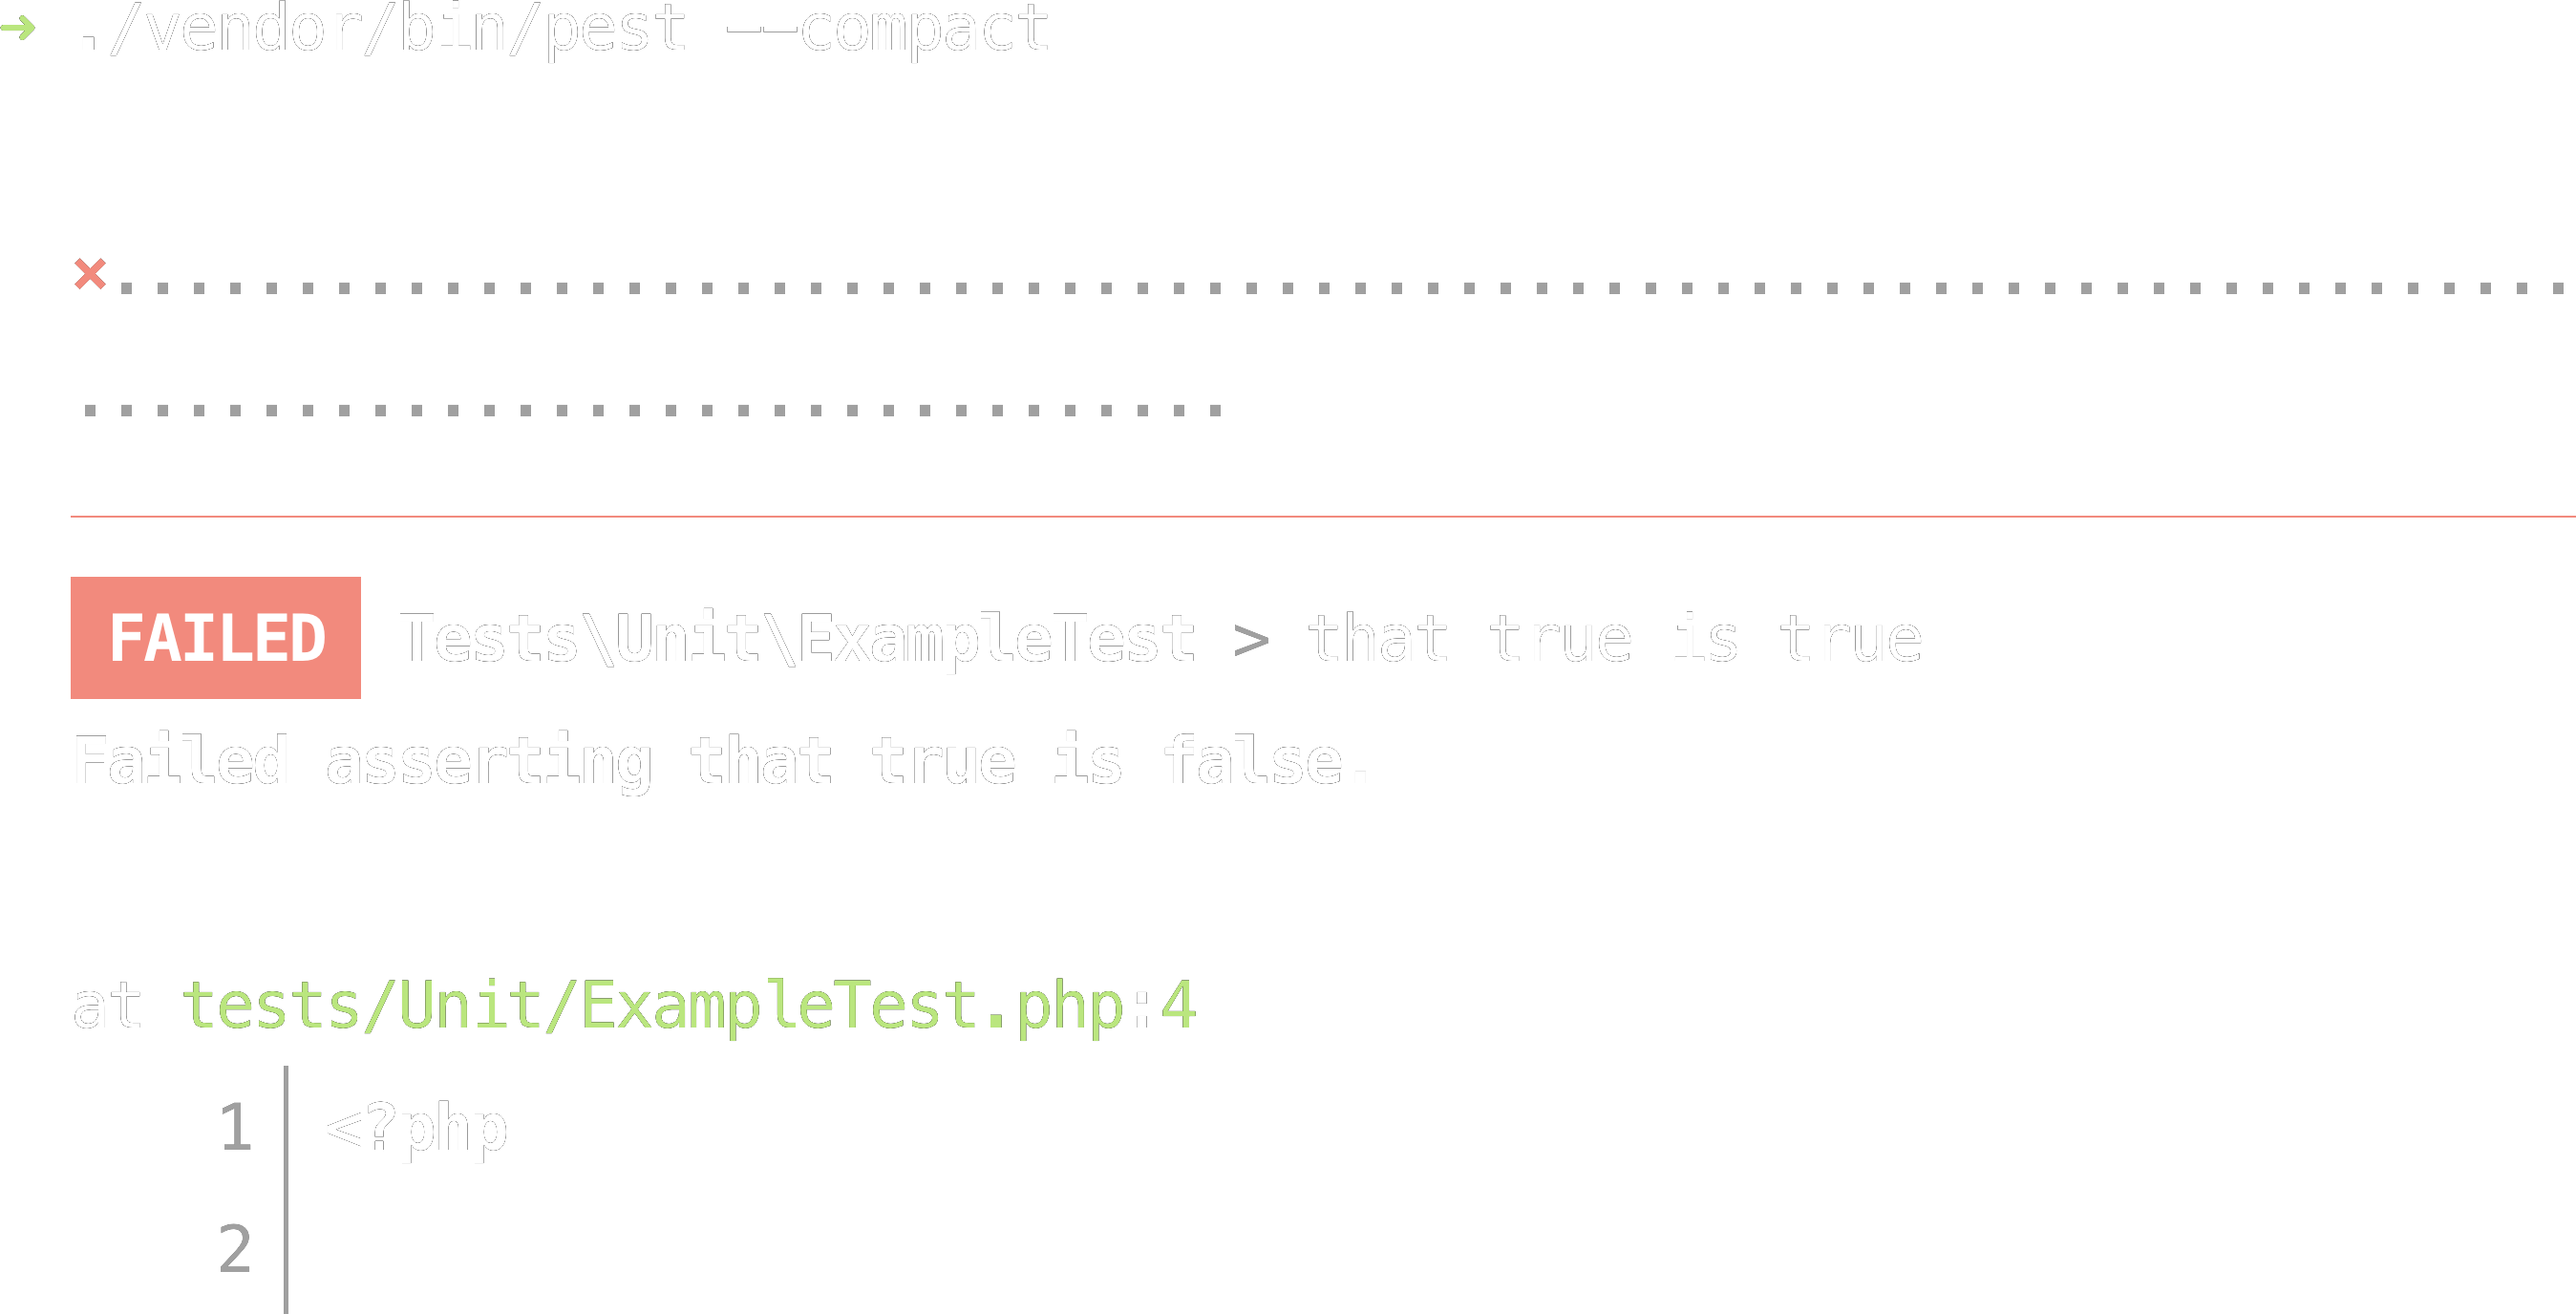 ➜ ./vendor/bin/pest --compact
⨯....................................................................
................................
FAILED Tests\Unit\ExampleTest > that true is true
Failed asserting that true is false.
at tests/Unit/ExampleTest.php:4
1 <?php
2